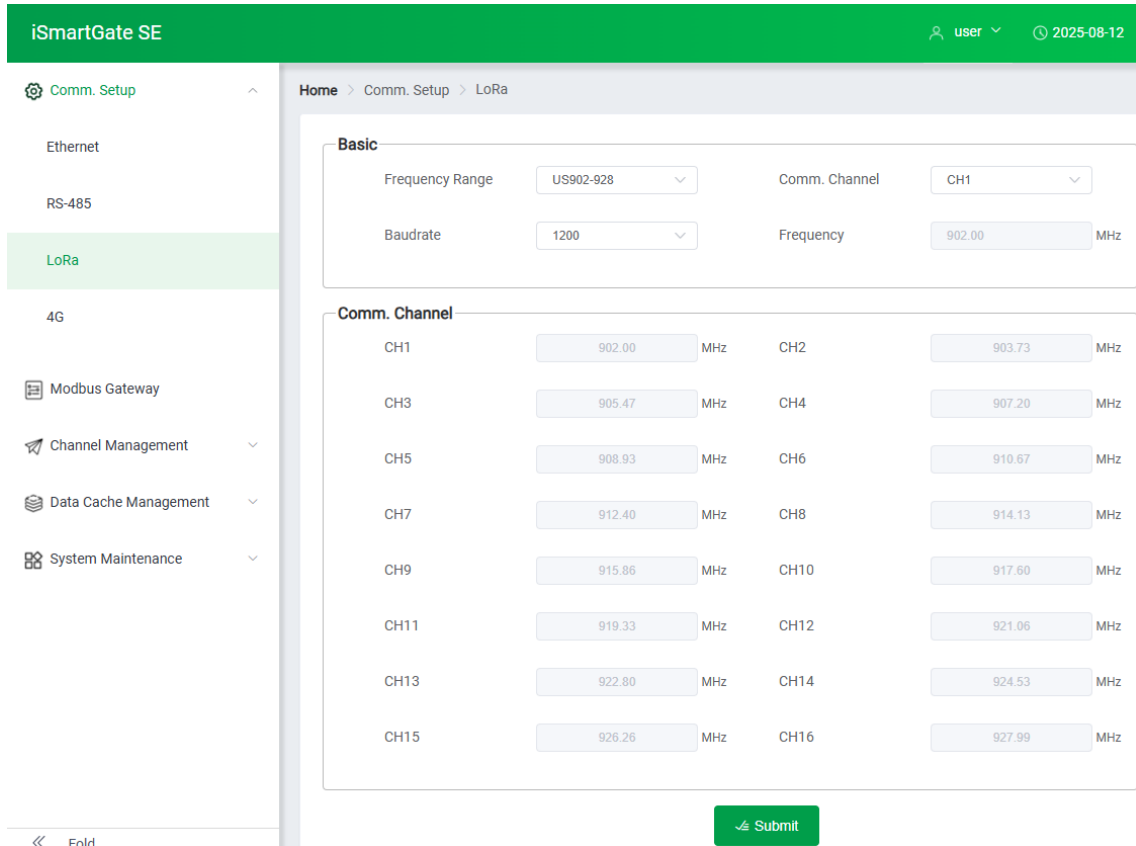 iSmartGate SE
user
2025-08-12
Comm. Setup
Ethernet
RS-485
LoRa
4G
Modbus Gateway
Channel Management
Data Cache Management
System Maintenance
Fold
Home > Comm. Setup > LoRa
Basic
Frequency Range US902-928 Comm. Channel CH1
Baudrate 1200 Frequency 902.00 MHz
Comm. Channel
CH1 902.00 MHz CH2 903.73 MHz
CH3 905.47 MHz CH4 907.20 MHz
CH5 908.93 MHz CH6 910.67 MHz
CH7 912.40 MHz CH8 914.13 MHz
CH9 915.86 MHz CH10 917.60 MHz
CH11 919.33 MHz CH12 921.06 MHz
CH13 922.80 MHz CH14 924.53 MHz
CH15 926.26 MHz CH16 927.99 MHz
Submit